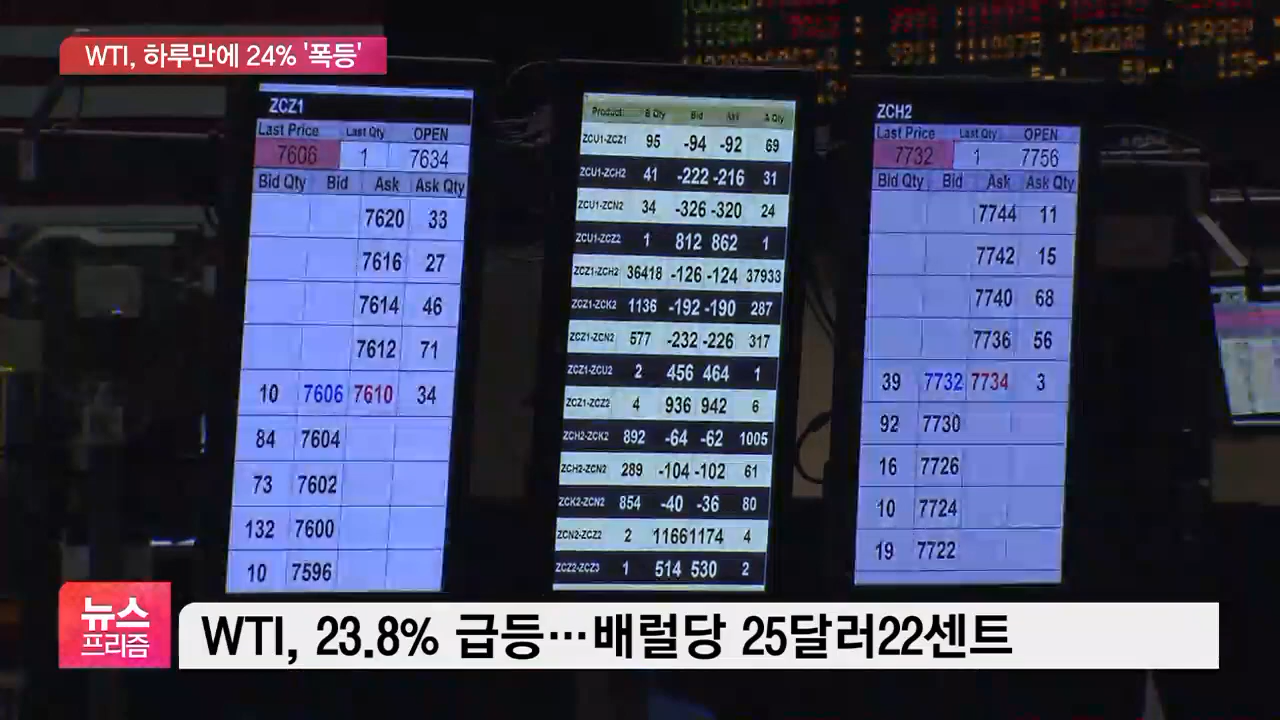 WTI, 하루만에 24% '폭등'
ZCZ1
Last Price Last Qty OPEN
7606 1 7634
Bid Qty Bid Ask Ask Qty
7620 33
7616 27
7614 46
7612 71
10 7606 7610 34
84 7604
73 7602
132 7600
10 7596
Product B Qty Bid Ask A Qty
ZCU1-ZCZ1 95 -94 -92 69
ZCU1-ZCH2 41 -222 -216 31
ZCU1-ZCN2 34 -326 -320 24
ZCU1-ZCZ2 1 812 862 1
ZCZ1-ZCH2 36418 -126 -124 37933
ZCZ1-ZCK2 1136 -192 -190 287
ZCZ1-ZCN2 577 -232 -226 317
ZCZ1-ZCU2 2 456 464 1
ZCZ1-ZCZ2 4 936 942 6
ZCH2-ZCK2 892 -64 -62 1005
ZCH2-ZCN2 289 -104 -102 61
ZCK2-ZCN2 854 -40 -36 80
ZCN2-ZCZ2 2 1166 1174 4
ZCZ2-ZCZ3 1 514 530 2
ZCH2
Last Price Last Qty OPEN
7732 1 7756
Bid Qty Bid Ask Ask Qty
7744 11
7742 15
7740 68
7736 56
39 7732 7734 3
92 7730
16 7726
10 7724
19 7722
뉴스
프리즘
WTI, 23.8% 급등…배럴당 25달러22센트